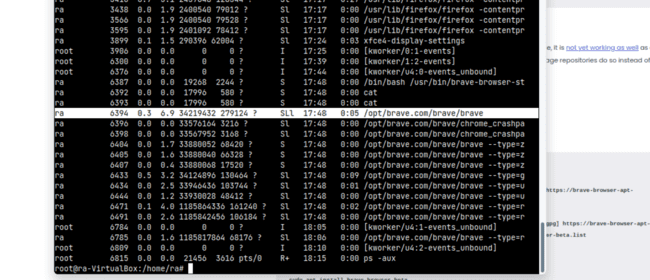 ra 3438 0.0 1.9 2400540 79012 ? Sl 17:17 0:00 /usr/lib/firefox/firefox -contentpr
ra 3566 0.0 1.9 2400540 79528 ? Sl 17:17 0:00 /usr/lib/firefox/firefox -contentpr
ra 3595 0.0 1.9 2401092 78412 ? Sl 17:17 0:00 /usr/lib/firefox/firefox -contentpr
ra 3899 0.1 1.5 290396 62004 ? Sl 17:24 0:03 xfce4-display-settings
root 3906 0.0 0.0 0 0 ? I 17:25 0:00 [kworker/0:1-events]
root 6300 0.0 0.0 0 0 ? I 17:39 0:00 [kworker/1:2-events]
root 6376 0.0 0.0 0 0 ? I 17:44 0:00 [kworker/u4:0-events_unbound]
ra 6387 0.0 0.0 19268 2244 ? S 17:48 0:00 /bin/bash /usr/bin/brave-browser-st
ra 6392 0.0 0.0 17996 580 ? S 17:48 0:00 cat
ra 6393 0.0 0.0 17996 580 ? S 17:48 0:00 cat
ra 6394 0.3 6.9 34219432 279124 ? SLl 17:48 0:05 /opt/brave.com/brave/brave
ra 6396 0.0 0.0 33576164 3216 ? Sl 17:48 0:00 /opt/brave.com/brave/chrome_crashpa
ra 6398 0.0 0.0 33567952 3168 ? Sl 17:48 0:00 /opt/brave.com/brave/chrome_crashpa
ra 6404 0.0 1.7 33880052 68420 ? S 17:48 0:00 /opt/brave.com/brave/brave --type=z
ra 6405 0.0 1.6 33880040 66328 ? S 17:48 0:00 /opt/brave.com/brave/brave --type=z
ra 6407 0.0 0.4 33880068 17520 ? S 17:48 0:00 /opt/brave.com/brave/brave --type=z
ra 6433 0.5 3.2 34124896 130464 ? Sl 17:48 0:09 /opt/brave.com/brave/brave --type=g
ra 6434 0.0 2.5 33946436 103744 ? Sl 17:48 0:01 /opt/brave.com/brave/brave --type=u
ra 6444 0.0 1.2 33930028 48412 ? Sl 17:48 0:00 /opt/brave.com/brave/brave --type=u
ra 6471 0.1 4.0 1185864336 161240 ? Sl 17:48 0:02 /opt/brave.com/brave/brave --type=r
ra 6491 0.0 2.6 1185842456 106184 ? Sl 17:48 0:00 /opt/brave.com/brave/brave --type=r
root 6784 0.0 0.0 0 0 ? I 18:05 0:00 [kworker/u4:1-events_unbound]
ra 6785 0.0 1.6 1185817864 68176 ? Sl 18:06 0:00 /opt/brave.com/brave/brave --type=r
root 6809 0.0 0.0 0 0 ? I 18:10 0:00 [kworker/u4:2-events_unbound]
root 6815 0.0 0.0 21456 3616 pts/0 R+ 18:15 0:00 ps -aux
root@ra-VirtualBox:/home/ra#
e, it is not yet working as well as
age repositories do so instead of
https://brave-browser-apt-
gpg] https://brave-browser-apt-
er-beta.list